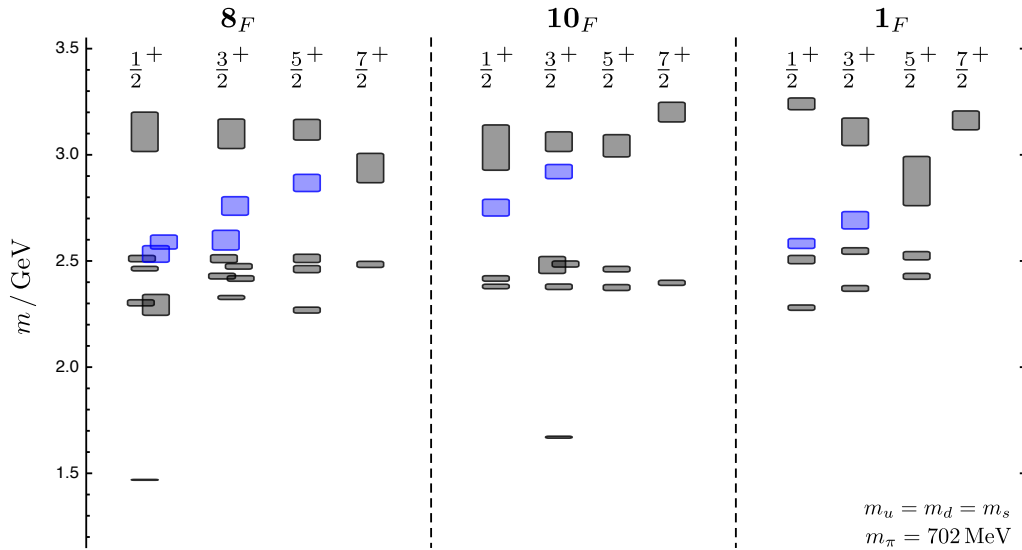 8_F 10_F 1_F
3.5
1/2⁺ 3/2⁺ 5/2⁺ 7/2⁺ 1/2⁺ 3/2⁺ 5/2⁺ 7/2⁺ 1/2⁺ 3/2⁺ 5/2⁺ 7/2⁺
3.0
2.5
m / GeV
2.0
1.5
m_u = m_d = m_s
m_π = 702 MeV